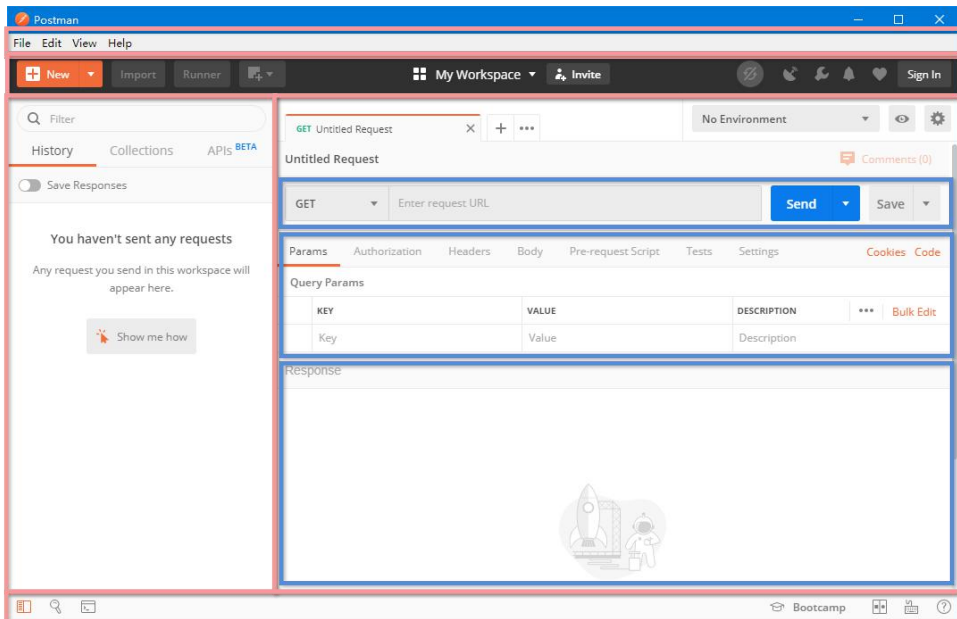 Postman
File Edit View Help
New Import Runner My Workspace Invite Sign In
Filter
History Collections APIs BETA
Save Responses
You haven't sent any requests
Any request you send in this workspace will
appear here.
Show me how
GET Untitled Request
No Environment
Untitled Request
Comments (0)
GET Enter request URL Send Save
Params Authorization Headers Body Pre-request Script Tests Settings Cookies Code
Query Params
KEY VALUE DESCRIPTION Bulk Edit
Key Value Description
Response
Bootcamp